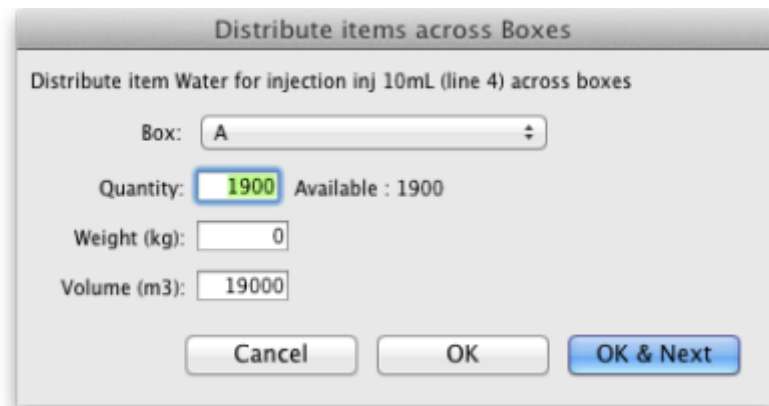 Distribute items across Boxes
Distribute item Water for injection inj 10mL (line 4) across boxes
Box: A
Quantity: 1900 Available : 1900
Weight (kg): 0
Volume (m3): 19000
Cancel OK OK & Next